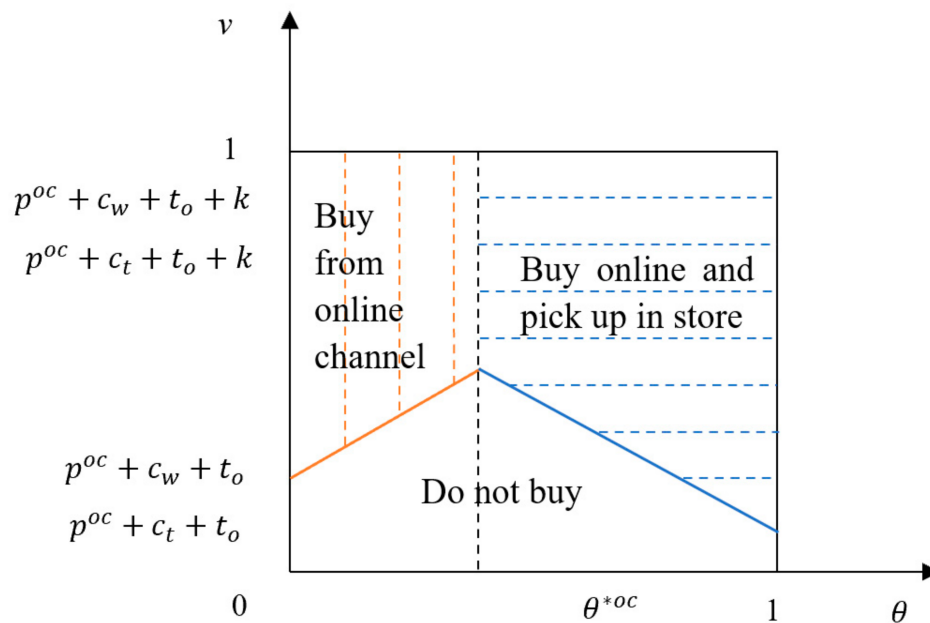 v
1
p^{oc} + c_w + t_o + k
p^{oc} + c_t + t_o + k
Buy
from
online
channel
Buy online and
pick up in store
p^{oc} + c_w + t_o
p^{oc} + c_t + t_o
Do not buy
0
θ^{*oc}
1
θ